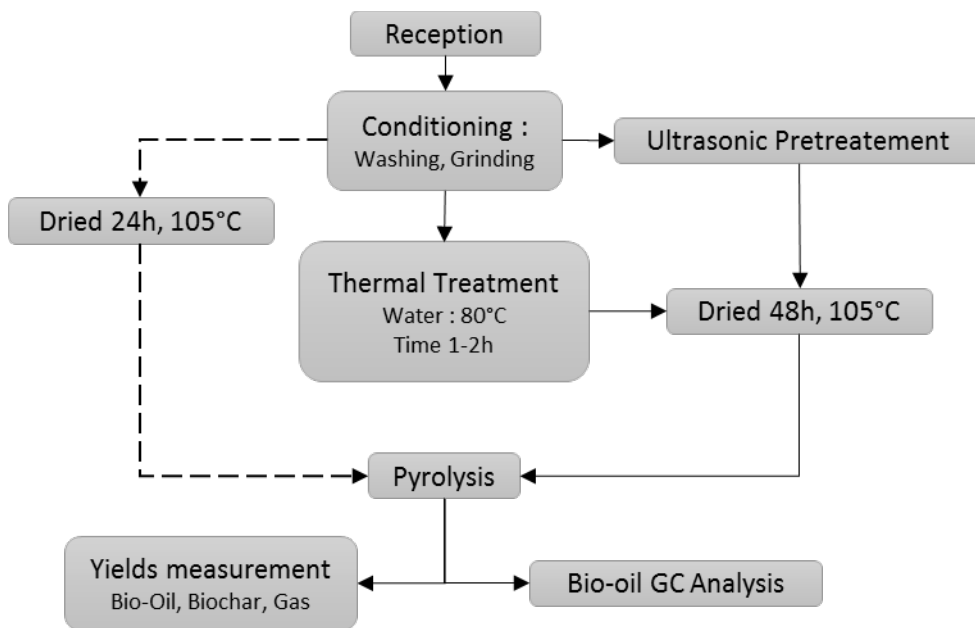 Reception
Conditioning :
Washing, Grinding
Ultrasonic Pretreatement
Dried 24h, 105°C
Thermal Treatment
Water : 80°C
Time 1-2h
Dried 48h, 105°C
Pyrolysis
Yields measurement
Bio-Oil, Biochar, Gas
Bio-oil GC Analysis